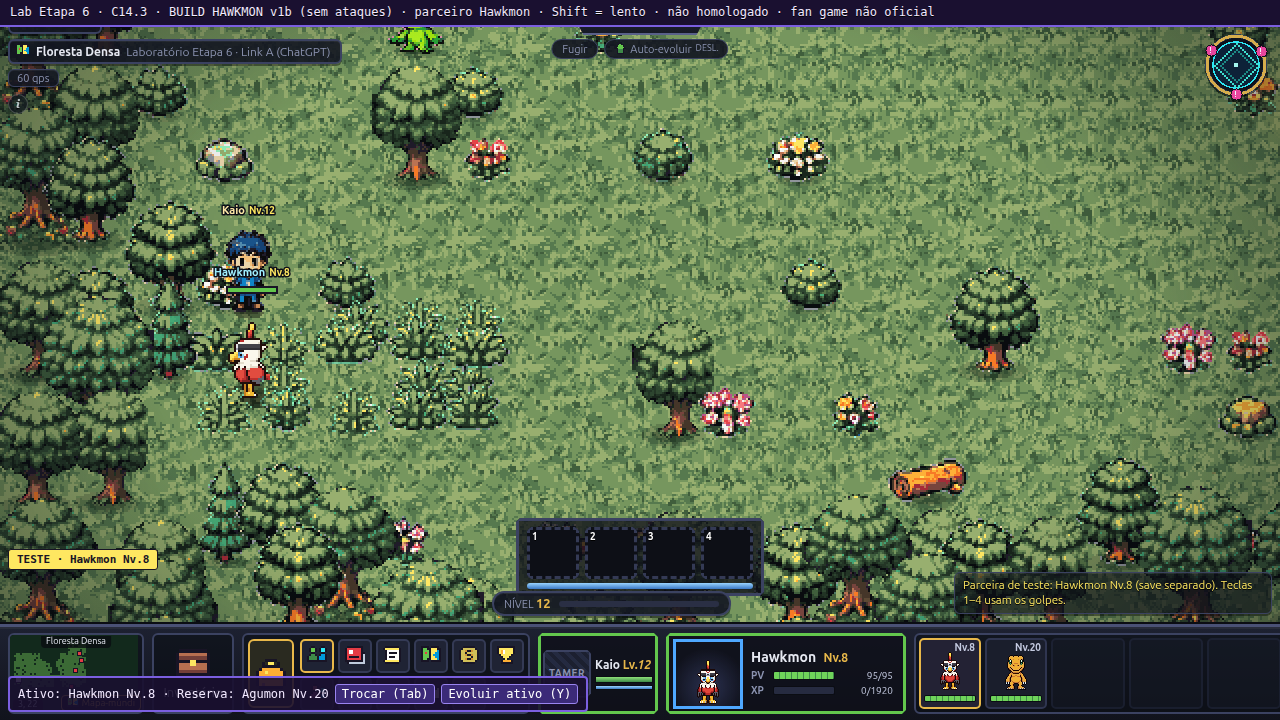 Lab Etapa 6 · C14.3 · BUILD HAWKMON v1b (sem ataques) · parceiro Hawkmon · Shift = lento · não homologado · fan game não oficial
Floresta Densa Laboratório Etapa 6 · Link A (ChatGPT)
Fugir
Auto-evoluir DESL.
60 qps
i
Kaio Nv.12
Hawkmon Nv.8
1 2 3 4
TESTE · Hawkmon Nv.8
NÍVEL 12
Parceira de teste: Hawkmon Nv.8 (save separado). Teclas
1–4 usam os golpes.
Floresta Densa
TAMER
Kaio Lv.12
Hawkmon Nv.8
PV 95/95
XP 0/1920
Nv.8
Nv.20
Ativo: Hawkmon Nv.8 · Reserva: Agumon Nv.20 Trocar (Tab) Evoluir ativo (Y)